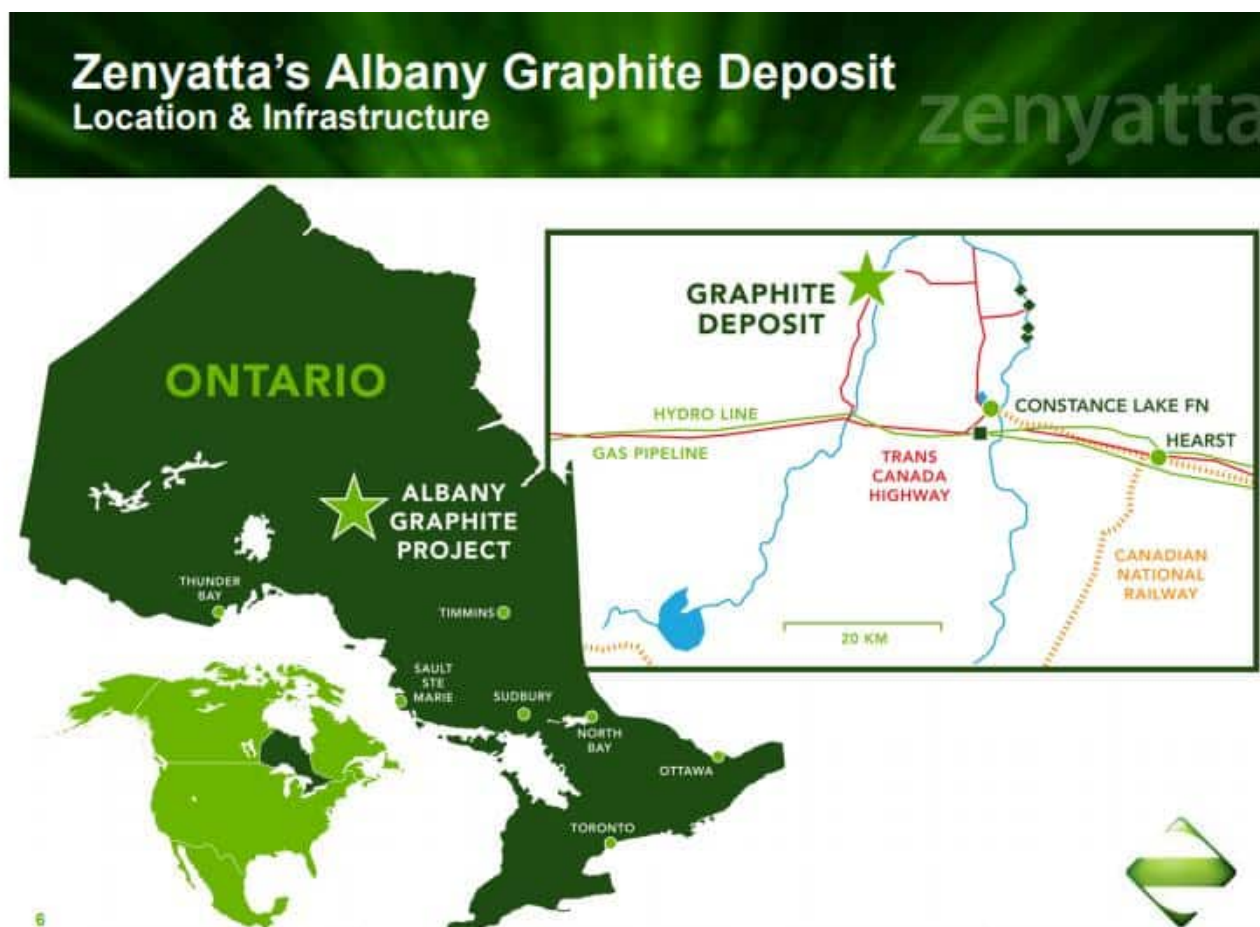 Zenyatta's Albany Graphite Deposit
Location & Infrastructure
zenyatta
ONTARIO
ALBANY
GRAPHITE
PROJECT
THUNDER
BAY
TIMMINS
SAULT
STE
MARIE
SUDBURY
NORTH
BAY
OTTAWA
TORONTO
GRAPHITE
DEPOSIT
HYDRO LINE
GAS PIPELINE
TRANS
CANADA
HIGHWAY
CONSTANCE LAKE FN
HEARST
CANADIAN
NATIONAL
RAILWAY
20 KM
6